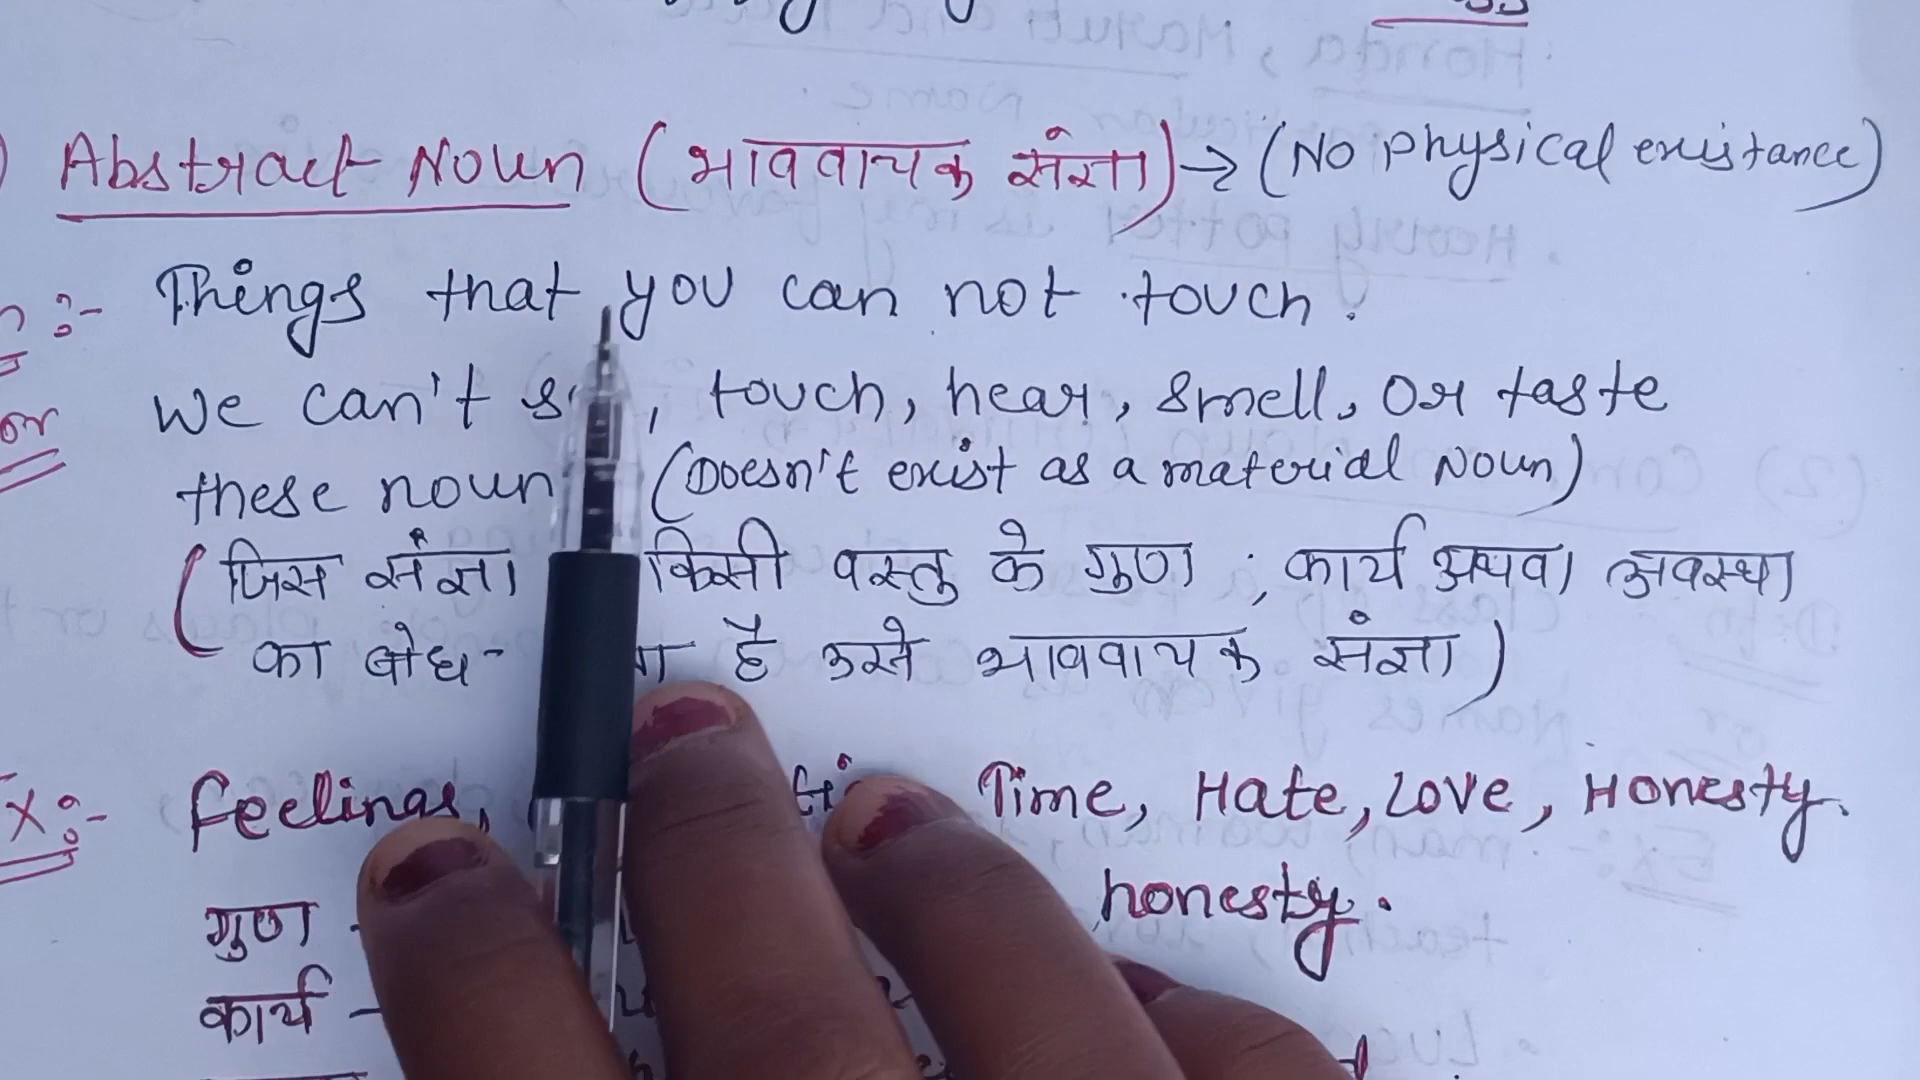 Abstract Noun (भाववाचक संज्ञा) → (No physical existance)
:- Things that you can not touch.
or We can't , touch, hear, smell, or taste
these noun (Doesn't exist as a material Noun)
(जिस संज्ञा किसी वस्तु के गुण , कार्य अथवा अवस्था
का बोध- है उसे भाववाचक संज्ञा)
Ex:- Feelings, Time, Hate, Love, Honesty.
गुण - honesty.
कार्य -